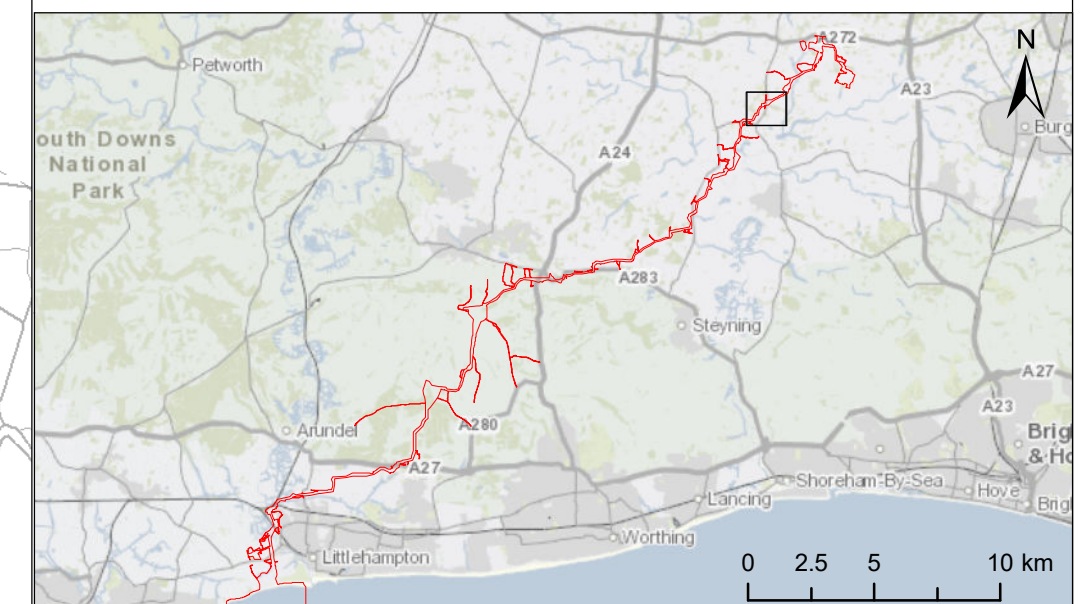 A272
N
Petworth
A23
Burg
outh Downs
National
Park
A24
A283
Steyning
A27
A23
Arundel
A280
Brig
& Ho
A27
Shoreham-By-Sea
Lancing
Hove
Brig
Worthing
Littlehampton
0 2.5 5 10 km